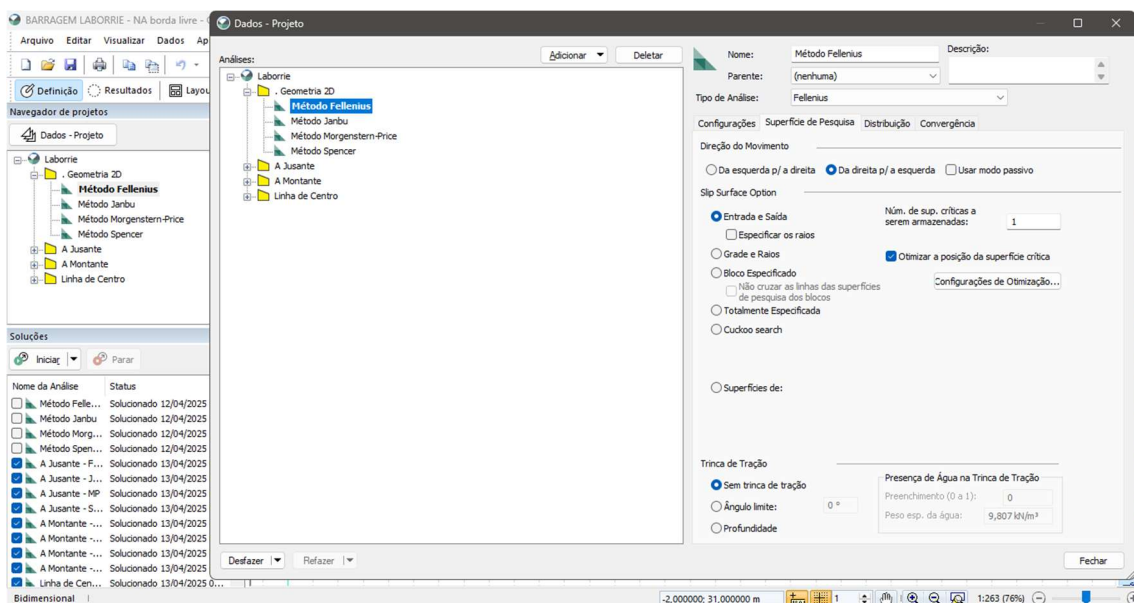 BARRAGEM LABORRIE - NA borda livre -
Arquivo Editar Visualizar Dados Ap
Definição Resultados Layou
Navegador de projetos
Dados - Projeto
Laborrie
. Geometria 2D
Método Fellenius
Método Janbu
Método Morgenstern-Price
Método Spencer
A Jusante
A Montante
Linha de Centro
Soluções
Iniciar Parar
Nome da Análise Status
Método Felle... Solucionado 12/04/2025
Método Janbu Solucionado 12/04/2025
Método Morg... Solucionado 12/04/2025
Método Spen... Solucionado 12/04/2025
A Jusante - F... Solucionado 13/04/2025
A Jusante - J... Solucionado 13/04/2025
A Jusante - MP Solucionado 13/04/2025
A Jusante - S... Solucionado 13/04/2025
A Montante -... Solucionado 13/04/2025
A Montante -... Solucionado 13/04/2025
A Montante -... Solucionado 13/04/2025
A Montante -... Solucionado 13/04/2025
Linha de Cen... Solucionado 13/04/2025 0...
Dados - Projeto
Análises: Adicionar Deletar
Laborrie
. Geometria 2D
Método Fellenius
Método Janbu
Método Morgenstern-Price
Método Spencer
A Jusante
A Montante
Linha de Centro
Desfazer Refazer
Nome: Método Fellenius Descrição:
Parente: (nenhuma)
Tipo de Análise: Fellenius
Configurações Superfície de Pesquisa Distribuição Convergência
Direção do Movimento
Da esquerda p/ a direita Da direita p/ a esquerda Usar modo passivo
Slip Surface Option
Entrada e Saída
Especificar os raios
Grade e Raios
Bloco Especificado
Não cruzar as linhas das superfícies
de pesquisa dos blocos
Totalmente Especificada
Cuckoo search
Superfícies de:
Núm. de sup. críticas a
serem armazenadas: 1
Otimizar a posição da superfície crítica
Configurações de Otimização...
Trinca de Tração
Sem trinca de tração
Ângulo limite: 0 °
Profundidade
Presença de Água na Trinca de Tração
Preenchimento (0 a 1): 0
Peso esp. da água: 9,807 kN/m³
Fechar
Bidimensional -2,000000; 31,000000 m 1 1:263 (76%)